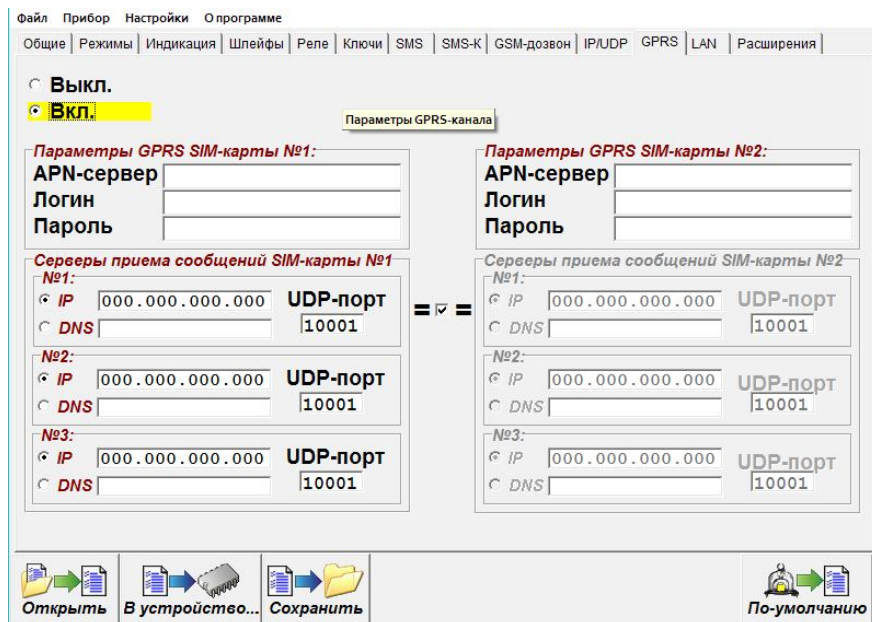 Файл Прибор Настройки О программе
Общие Режимы Индикация Шлейфы Реле Ключи SMS SMS-К GSM-дозвон IP/UDP GPRS LAN Расширения
Выкл.
Вкл.
Параметры GPRS-канала
Параметры GPRS SIM-карты №1:
APN-сервер
Логин
Пароль
Параметры GPRS SIM-карты №2:
APN-сервер
Логин
Пароль
Серверы приема сообщений SIM-карты №1
№1:
IP 000.000.000.000 UDP-порт
DNS 10001
№2:
IP 000.000.000.000 UDP-порт
DNS 10001
№3:
IP 000.000.000.000 UDP-порт
DNS 10001
= =
Серверы приема сообщений SIM-карты №2
№1:
IP 000.000.000.000 UDP-порт
DNS 10001
№2:
IP 000.000.000.000 UDP-порт
DNS 10001
№3:
IP 000.000.000.000 UDP-порт
DNS 10001
Открыть В устройство... Сохранить По-умолчанию